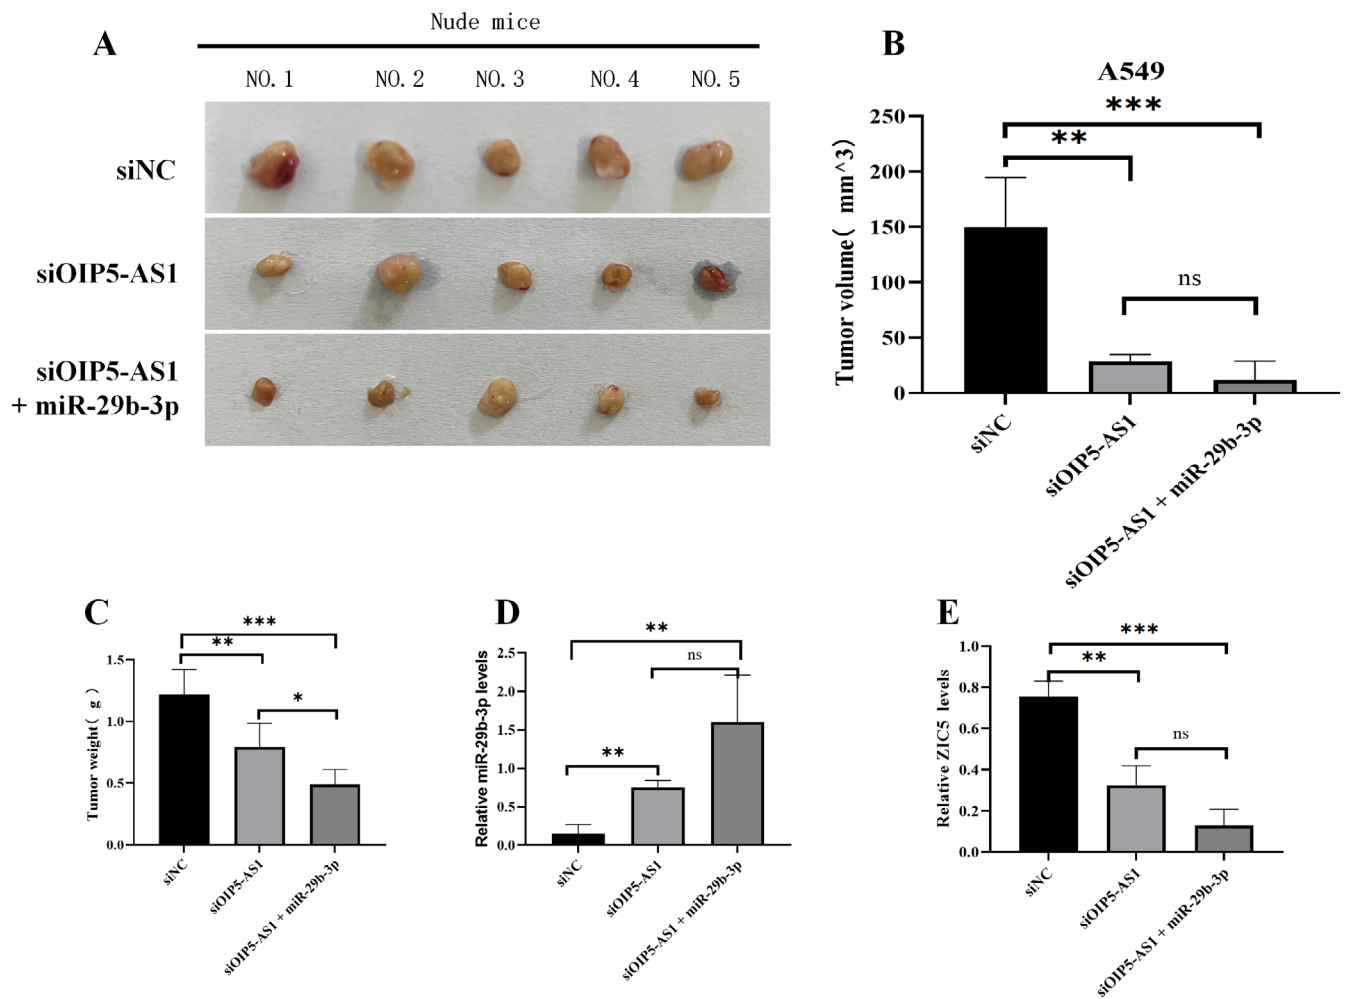 A
Nude mice
NO.1 NO.2 NO.3 NO.4 NO.5
siNC
siOIP5-AS1
siOIP5-AS1
+ miR-29b-3p
B
A549
***
**
ns
Tumor volume( mm^3)
250
200
150
100
50
0
siNC
siOIP5-AS1
siOIP5-AS1 + miR-29b-3p
C
***
**
*
Tumor weight( g )
1.5
1.0
0.5
0.0
siNC
siOIP5-AS1
siOIP5-AS1 + miR-29b-3p
D
**
ns
**
Relative miR-29b-3p levels
2.5
2.0
1.5
1.0
0.5
0.0
siNC
siOIP5-AS1
siOIP5-AS1 + miR-29b-3p
E
***
**
ns
Relative ZIC5 levels
1.0
0.8
0.6
0.4
0.2
0.0
siNC
siOIP5-AS1
siOIP5-AS1 + miR-29b-3p